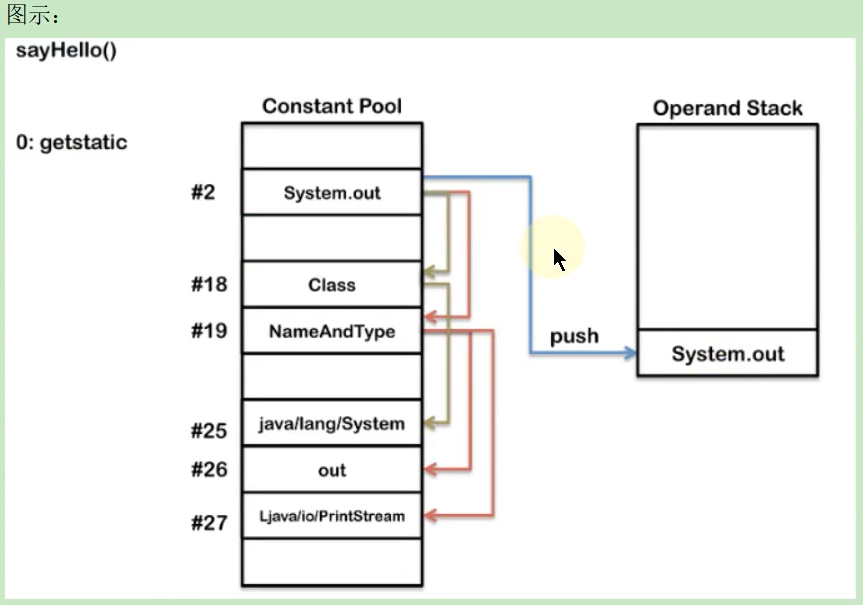 图示：
sayHello()
Constant Pool
Operand Stack
0: getstatic
#2 System.out
#18 Class
#19 NameAndType
push
System.out
#25 java/lang/System
#26 out
#27 Ljava/io/PrintStream